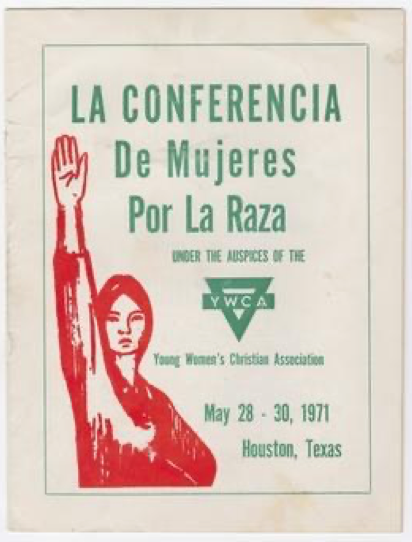 LA CONFERENCIA
De Mujeres
Por La Raza
UNDER THE AUSPICES OF THE
YWCA
Young Women's Christian Association
May 28 - 30, 1971
Houston, Texas